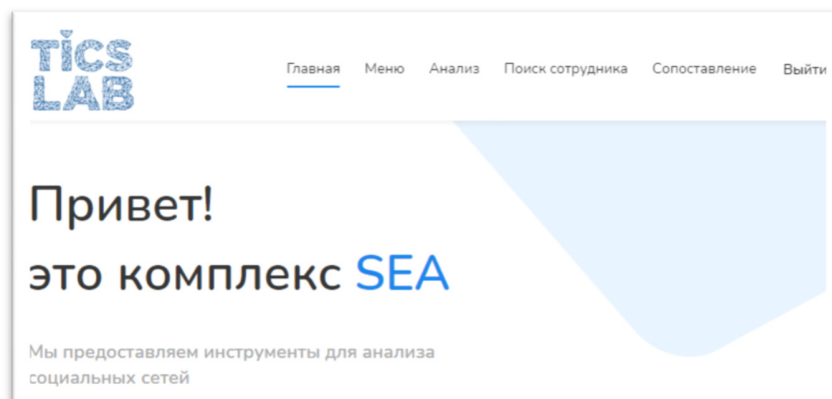 TICS
LAB
Главная Меню Анализ Поиск сотрудника Сопоставление Выйти
Привет!
это комплекс SEA
Мы предоставляем инструменты для анализа
социальных сетей